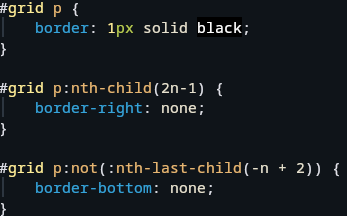 #grid p {
border: 1px solid black;
}
#grid p:nth-child(2n-1) {
border-right: none;
}
#grid p:not(:nth-last-child(-n + 2)) {
border-bottom: none;
}